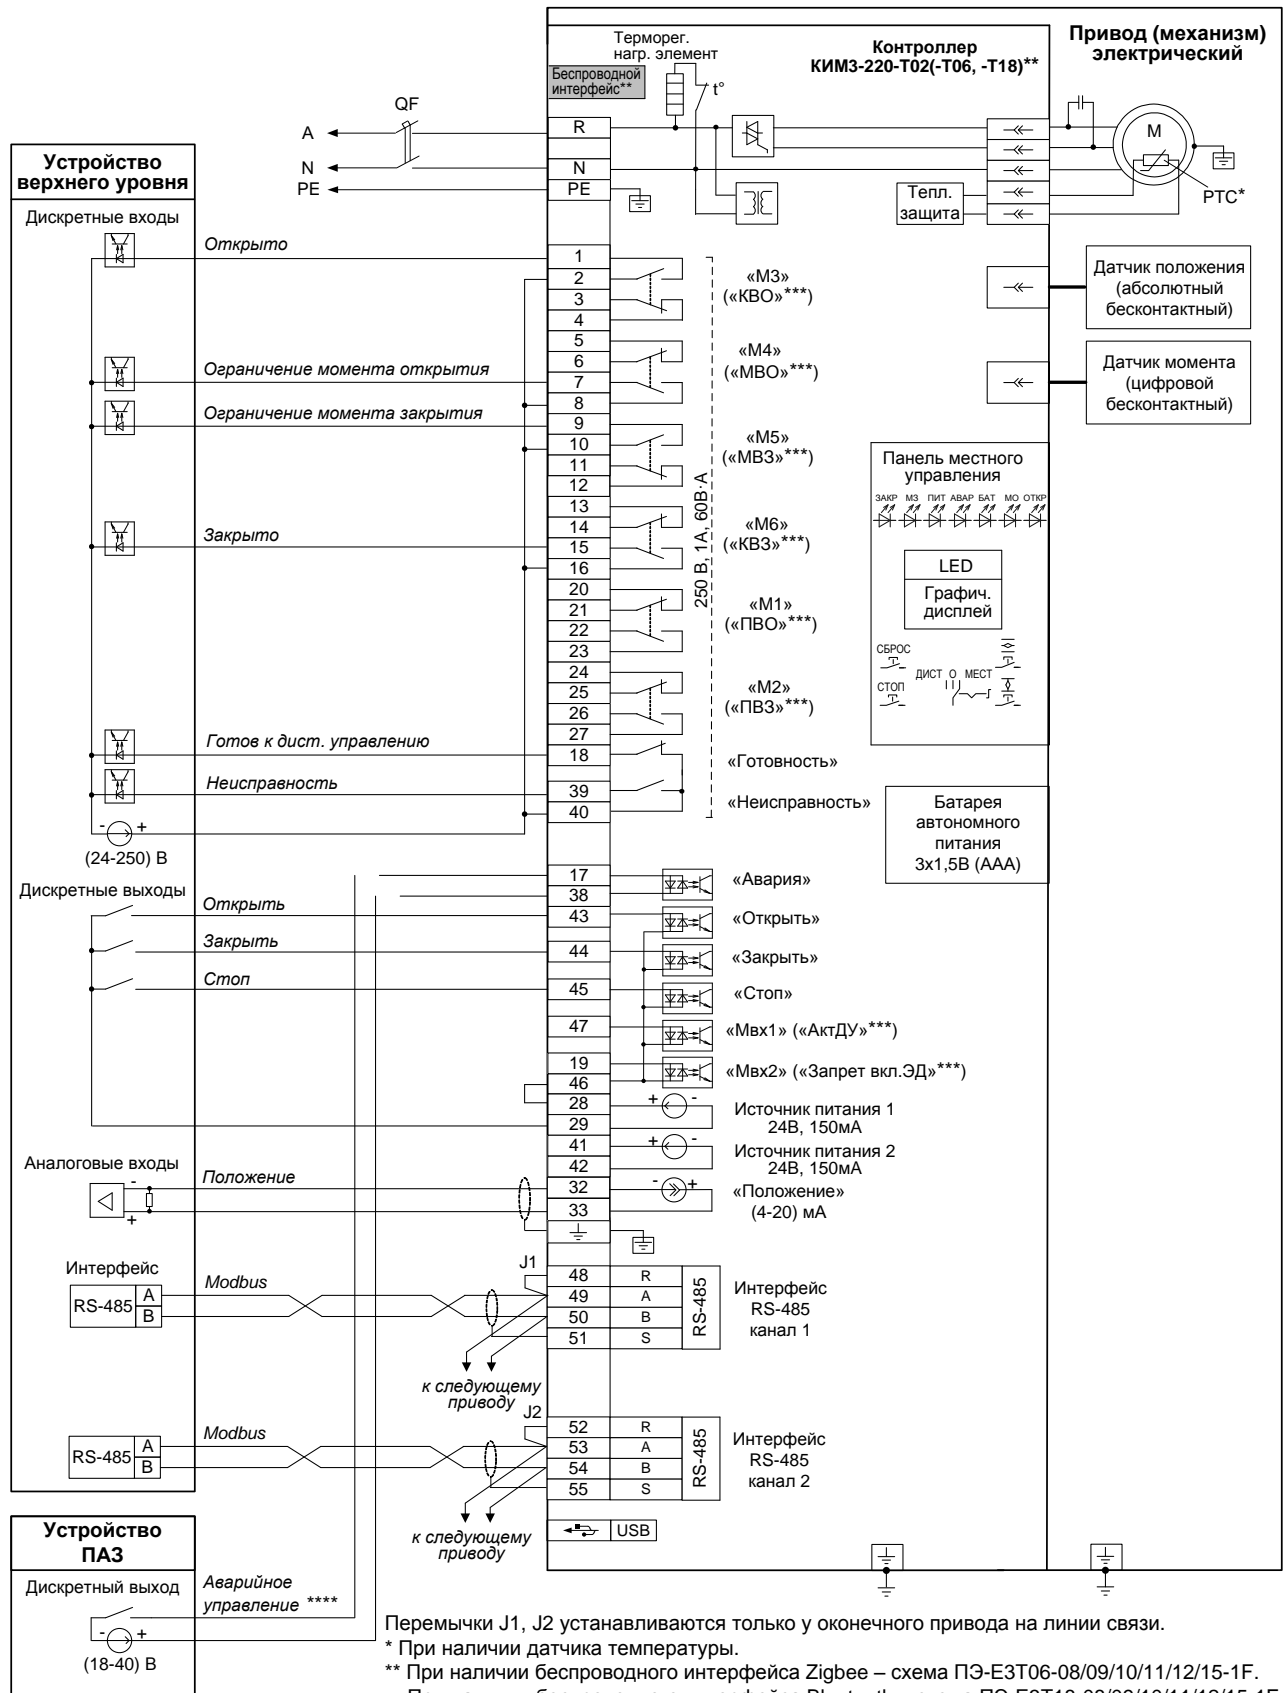 Терморег.
нагр. элемент
Контроллер
КИМ3-220-Т02(-Т06, -Т18)**
Привод (механизм)
электрический
Беспроводной
интерфейс**
t°
QF
A
N
PE
R
N
PE
M
PTC*
Тепл.
защита
Устройство
верхнего уровня
Дискретные входы
Открыто
Ограничение момента открытия
Ограничение момента закрытия
Закрыто
Готов к дист. управлению
Неисправность
- +
(24-250) В
1
2
3
4
5
6
7
8
9
10
11
12
13
14
15
16
20
21
22
23
24
25
26
27
18
39
40
«М3»
(«КВО»***)
«М4»
(«МВО»***)
«М5»
(«МВЗ»***)
«М6»
(«КВЗ»***)
«М1»
(«ПВО»***)
«М2»
(«ПВЗ»***)
«Готовность»
«Неисправность»
250 В, 1А, 60В·А
Датчик положения
(абсолютный
бесконтактный)
Датчик момента
(цифровой
бесконтактный)
Панель местного
управления
ЗАКР МЗ ПИТ АВАР БАТ МО ОТКР
LED
Графич.
дисплей
СБРОС
СТОП
ДИСТ О МЕСТ
Батарея
автономного
питания
3х1,5В (ААА)
Дискретные выходы
Открыть
Закрыть
Стоп
17
38
43
44
45
47
19
46
28
29
41
42
32
33
«Авария»
«Открыть»
«Закрыть»
«Стоп»
«Мвх1» («АктДУ»***)
«Мвх2» («Запрет вкл.ЭД»***)
+ -
Источник питания 1
24В, 150мА
+ -
Источник питания 2
24В, 150мА
- +
«Положение»
(4-20) мА
Аналоговые входы
-
+
Положение
Интерфейс
RS-485
A
B
Modbus
J1
48 R
49 A
50 B
51 S
RS-485
Интерфейс
RS-485
канал 1
к следующему
приводу
RS-485
A
B
Modbus
J2
52 R
53 A
54 B
55 S
RS-485
Интерфейс
RS-485
канал 2
к следующему
приводу
USB
Устройство
ПАЗ
Дискретный выход
Аварийное
управление ****
- +
(18-40) В
Перемычки J1, J2 устанавливаются только у оконечного привода на линии связи.
* При наличии датчика температуры.
** При наличии беспроводного интерфейса Zigbee – схема ПЭ-Е3Т06-08/09/10/11/12/15-1F.